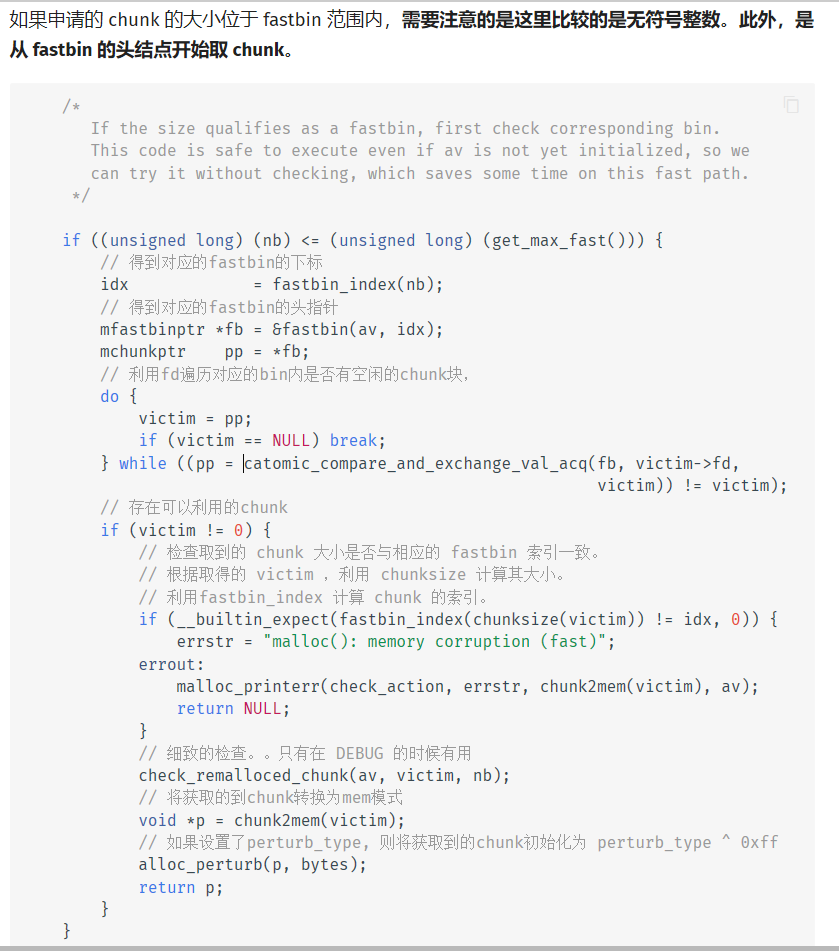 如果申请的 chunk 的大小位于 fastbin 范围内，需要注意的是这里比较的是无符号整数。此外，是
从 fastbin 的头结点开始取 chunk。
/*
   If the size qualifies as a fastbin, first check corresponding bin.
   This code is safe to execute even if av is not yet initialized, so we
   can try it without checking, which saves some time on this fast path.
 */
if ((unsigned long) (nb) <= (unsigned long) (get_max_fast())) {
    // 得到对应的fastbin的下标
    idx             = fastbin_index(nb);
    // 得到对应的fastbin的头指针
    mfastbinptr *fb = &fastbin(av, idx);
    mchunkptr    pp = *fb;
    // 利用fd遍历对应的bin内是否有空闲的chunk块，
    do {
        victim = pp;
        if (victim == NULL) break;
    } while ((pp = catomic_compare_and_exchange_val_acq(fb, victim->fd,
                                                        victim)) != victim);
    // 存在可以利用的chunk
    if (victim != 0) {
        // 检查取到的 chunk 大小是否与相应的 fastbin 索引一致。
        // 根据取得的 victim ，利用 chunksize 计算其大小。
        // 利用fastbin_index 计算 chunk 的索引。
        if (__builtin_expect(fastbin_index(chunksize(victim)) != idx, 0)) {
            errstr = "malloc(): memory corruption (fast)";
        errout:
            malloc_printerr(check_action, errstr, chunk2mem(victim), av);
            return NULL;
        }
        // 细致的检查。。只有在 DEBUG 的时候有用
        check_remalloced_chunk(av, victim, nb);
        // 将获取的到chunk转换为mem模式
        void *p = chunk2mem(victim);
        // 如果设置了perturb_type, 则将获取到的chunk初始化为 perturb_type ^ 0xff
        alloc_perturb(p, bytes);
        return p;
    }
}